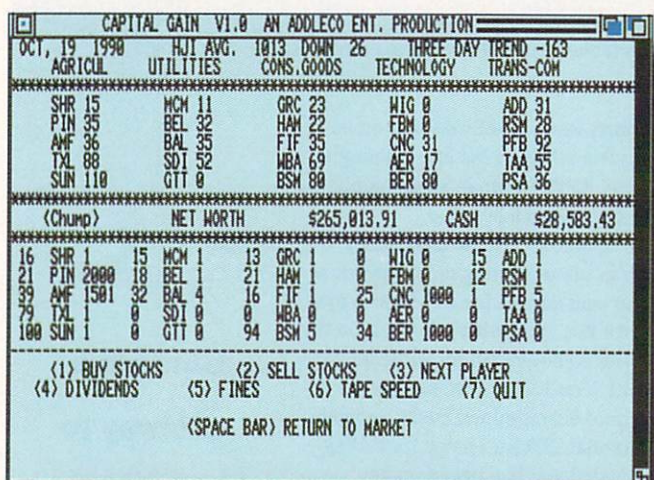 CAPITAL GAIN V1.0 AN ADDLECO ENT. PRODUCTION
OCT, 19 1990 HJI AVG. 1013 DOWN 26 THREE DAY TREND -163
AGRICUL UTILITIES CONS.GOODS TECHNOLOGY TRANS-COM
SHR 15 MCM 11 GRC 23 WIG 0 ADD 31
PIN 35 BEL 32 HAM 22 FBM 0 RSM 28
AMF 36 BAL 35 FIF 35 CNC 31 PFB 92
TXL 88 SDI 52 WBA 69 AER 17 TAA 55
SUN 110 GTT 0 BSM 80 BER 80 PSA 36
<Chump> NET WORTH $265,013.91 CASH $28,583.43
16 SHR 1 15 MCM 1 13 GRC 1 0 WIG 0 15 ADD 1
21 PIN 2000 18 BEL 1 21 HAM 1 0 FBM 0 12 RSM 1
39 AMF 1501 32 BAL 4 16 FIF 1 25 CNC 1000 PFB 5
79 TXL 1 0 SDI 0 0 WBA 0 0 AER 0 0 TAA 0
100 SUN 1 0 GTT 0 94 BSM 5 34 BER 1000 0 PSA 0
<1> BUY STOCKS <2> SELL STOCKS <3> NEXT PLAYER
<4> DIVIDENDS <5> FINES <6> TAPE SPEED <7> QUIT
<SPACE BAR> RETURN TO MARKET